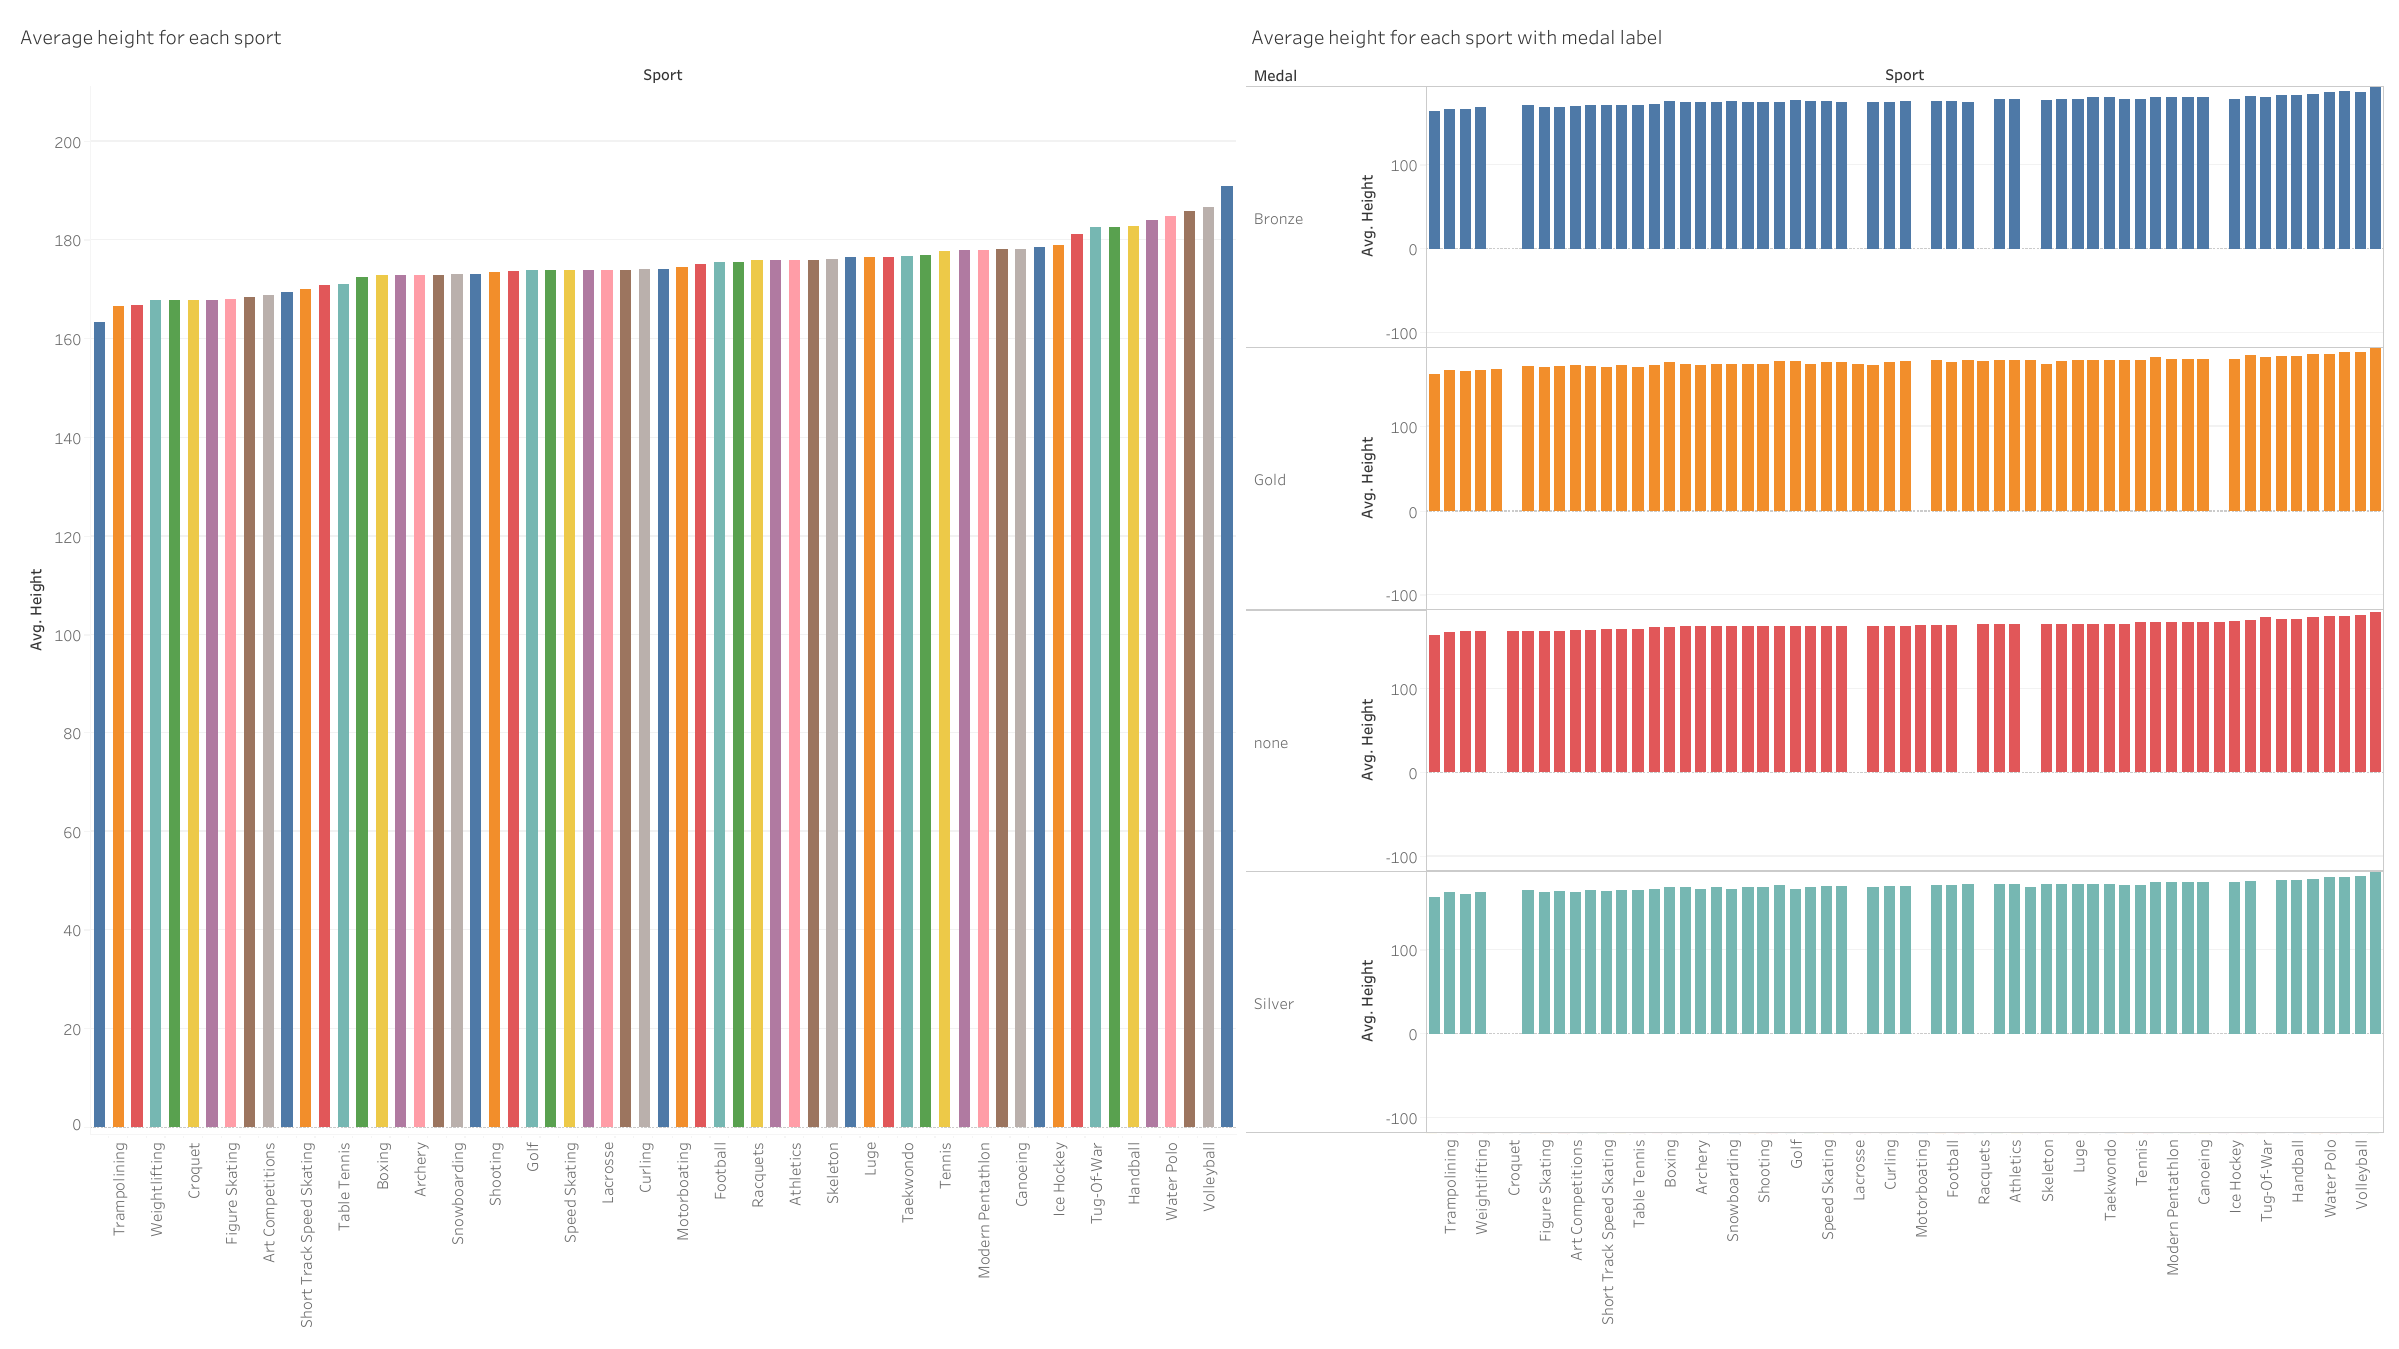 Average height for each sport
Sport
Avg. Height
200
180
160
140
120
100
80
60
40
20
0
Trampolining
Weightlifting
Croquet
Figure Skating
Art Competitions
Short Track Speed Skating
Table Tennis
Boxing
Archery
Snowboarding
Shooting
Golf
Speed Skating
Lacrosse
Curling
Motorboating
Football
Racquets
Athletics
Skeleton
Luge
Taekwondo
Tennis
Modern Pentathlon
Canoeing
Ice Hockey
Tug-Of-War
Handball
Water Polo
Volleyball
Average height for each sport with medal label
Medal
Sport
Bronze
Avg. Height
100
0
-100
Gold
Avg. Height
100
0
-100
none
Avg. Height
100
0
-100
Silver
Avg. Height
100
0
-100
Trampolining
Weightlifting
Croquet
Figure Skating
Art Competitions
Short Track Speed Skating
Table Tennis
Boxing
Archery
Snowboarding
Shooting
Golf
Speed Skating
Lacrosse
Curling
Motorboating
Football
Racquets
Athletics
Skeleton
Luge
Taekwondo
Tennis
Modern Pentathlon
Canoeing
Ice Hockey
Tug-Of-War
Handball
Water Polo
Volleyball